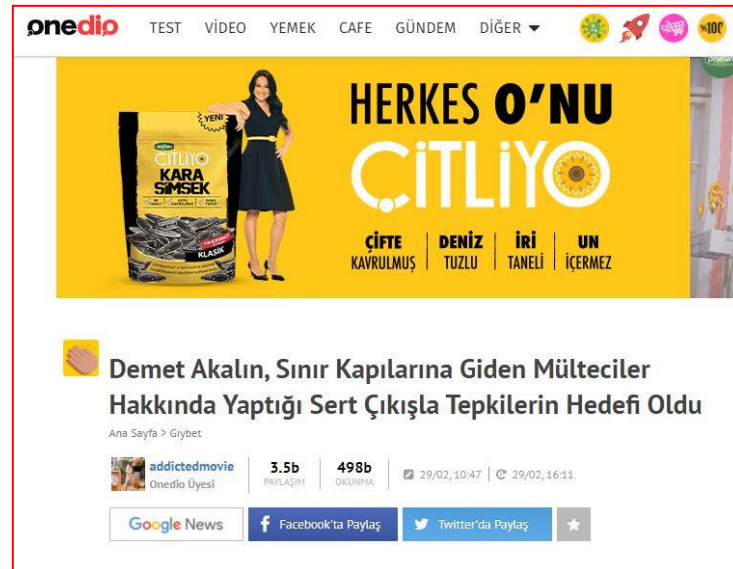 onedio TEST VİDEO YEMEK CAFE GÜNDEM DİĞER %100
HERKES O'NU
ÇİTLİYO
ÇİFTE KAVRULMUŞ
DENİZ TUZLU
İRİ TANELİ
UN İÇERMEZ
YENİ
ÇİTLİYO
KARA
ŞİMŞEK
KLASİK
Demet Akalın, Sınır Kapılarına Giden Mülteciler
Hakkında Yaptığı Sert Çıkışla Tepkilerin Hedefi Oldu
Ana Sayfa > Gıybet
addictedmovie
Onedio Üyesi
3.5b
PAYLAŞIM
498b
OKUNMA
29/02, 10:47
29/02, 16:11
Google News
Facebook'ta Paylaş
Twitter'da Paylaş